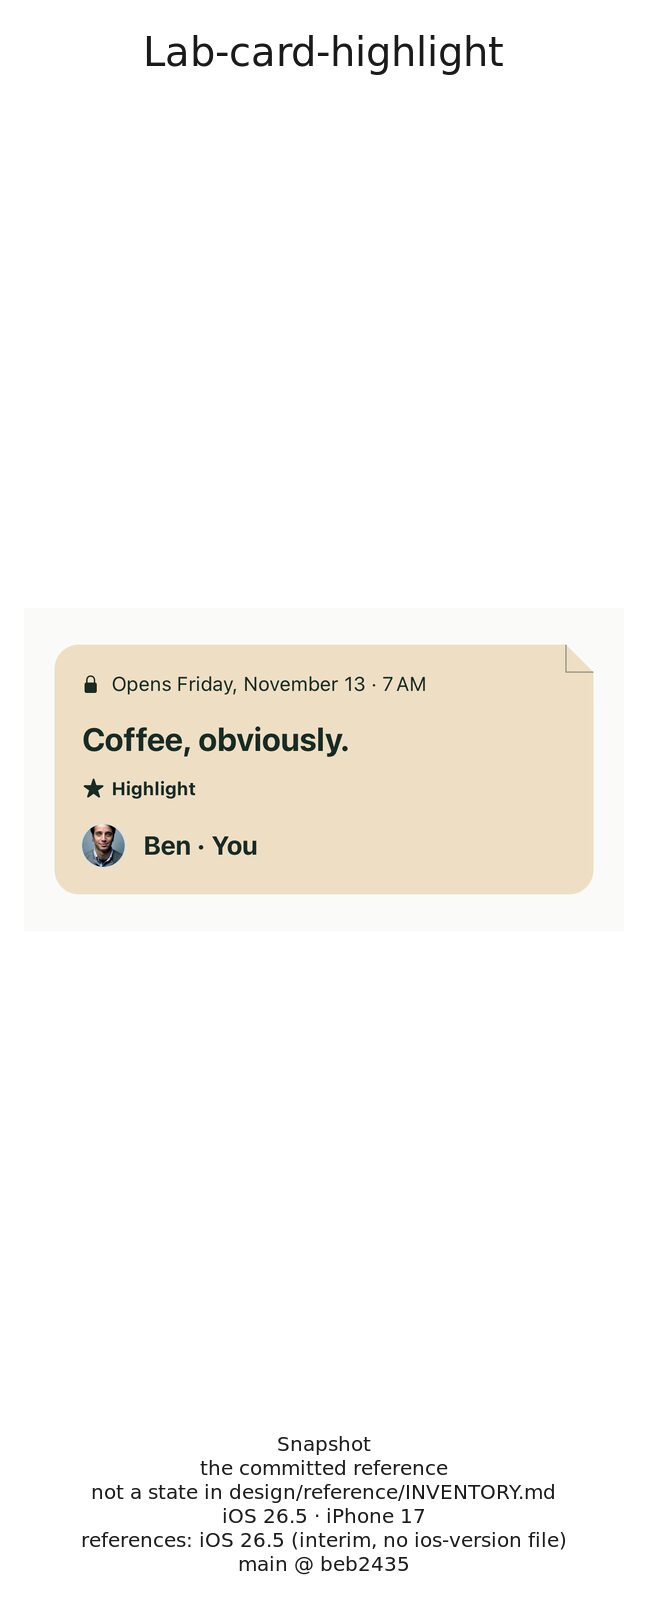 Lab-card-highlight
Opens Friday, November 13 · 7 AM
Coffee, obviously.
Highlight
Ben · You
Snapshot
the committed reference
not a state in design/reference/INVENTORY.md
iOS 26.5 · iPhone 17
references: iOS 26.5 (interim, no ios-version file)
main @ beb2435